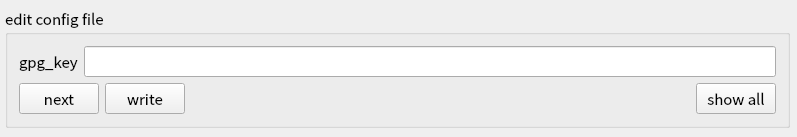 edit config file
gpg_key
next write show all